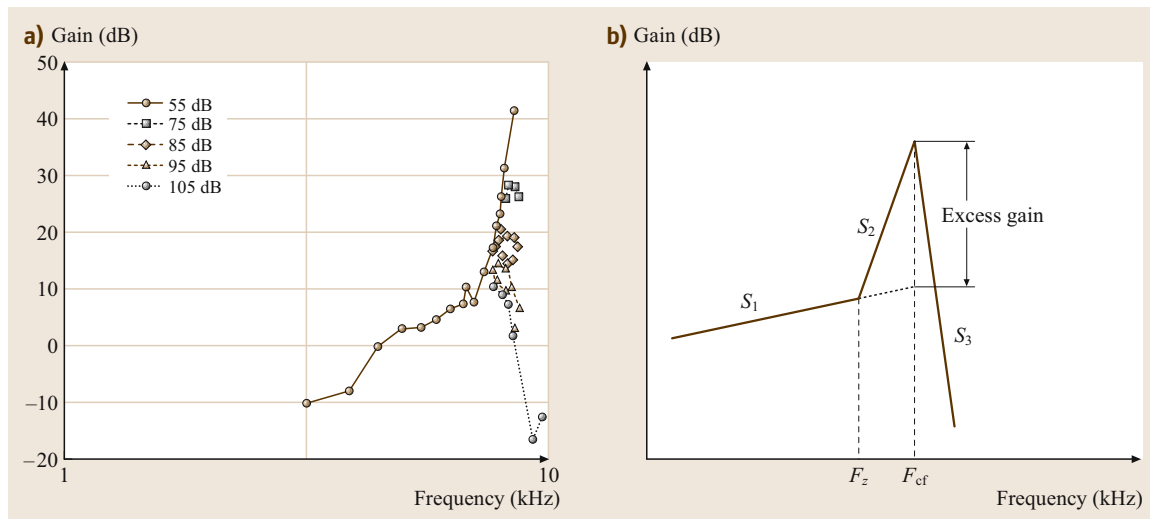 a) Gain (dB)
50
40
30
20
10
0
–10
–20
1
10
Frequency (kHz)
55 dB
75 dB
85 dB
95 dB
105 dB
b) Gain (dB)
S1
S2
S3
Excess gain
Fz
Fcf
Frequency (kHz)